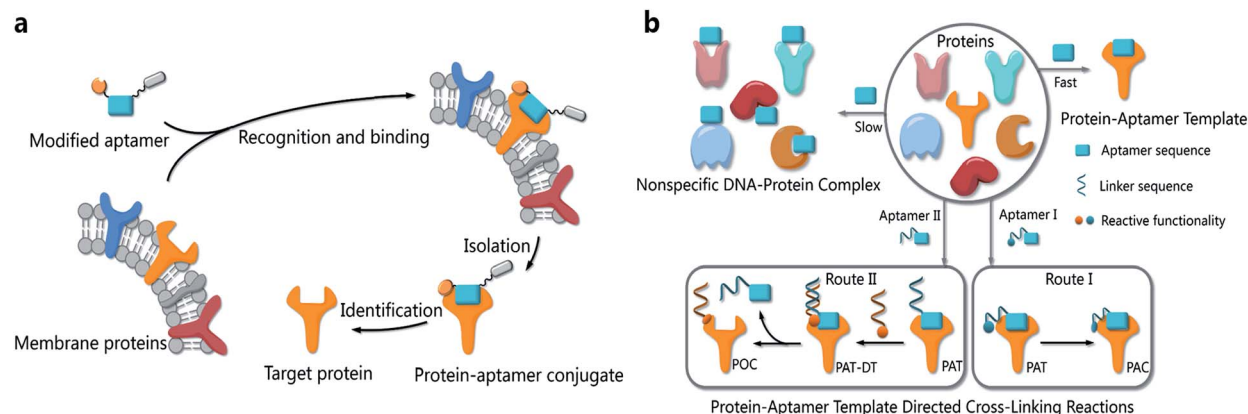 a
Modified aptamer
Recognition and binding
Membrane proteins
Isolation
Identification
Target protein
Protein-aptamer conjugate
b
Proteins
Fast
Slow
Protein-Aptamer Template
Aptamer sequence
Linker sequence
Reactive functionality
Nonspecific DNA-Protein Complex
Aptamer Ⅱ
Aptamer Ⅰ
Route Ⅱ
POC
PAT-DT
PAT
Route Ⅰ
PAT
PAC
Protein-Aptamer Template Directed Cross-Linking Reactions